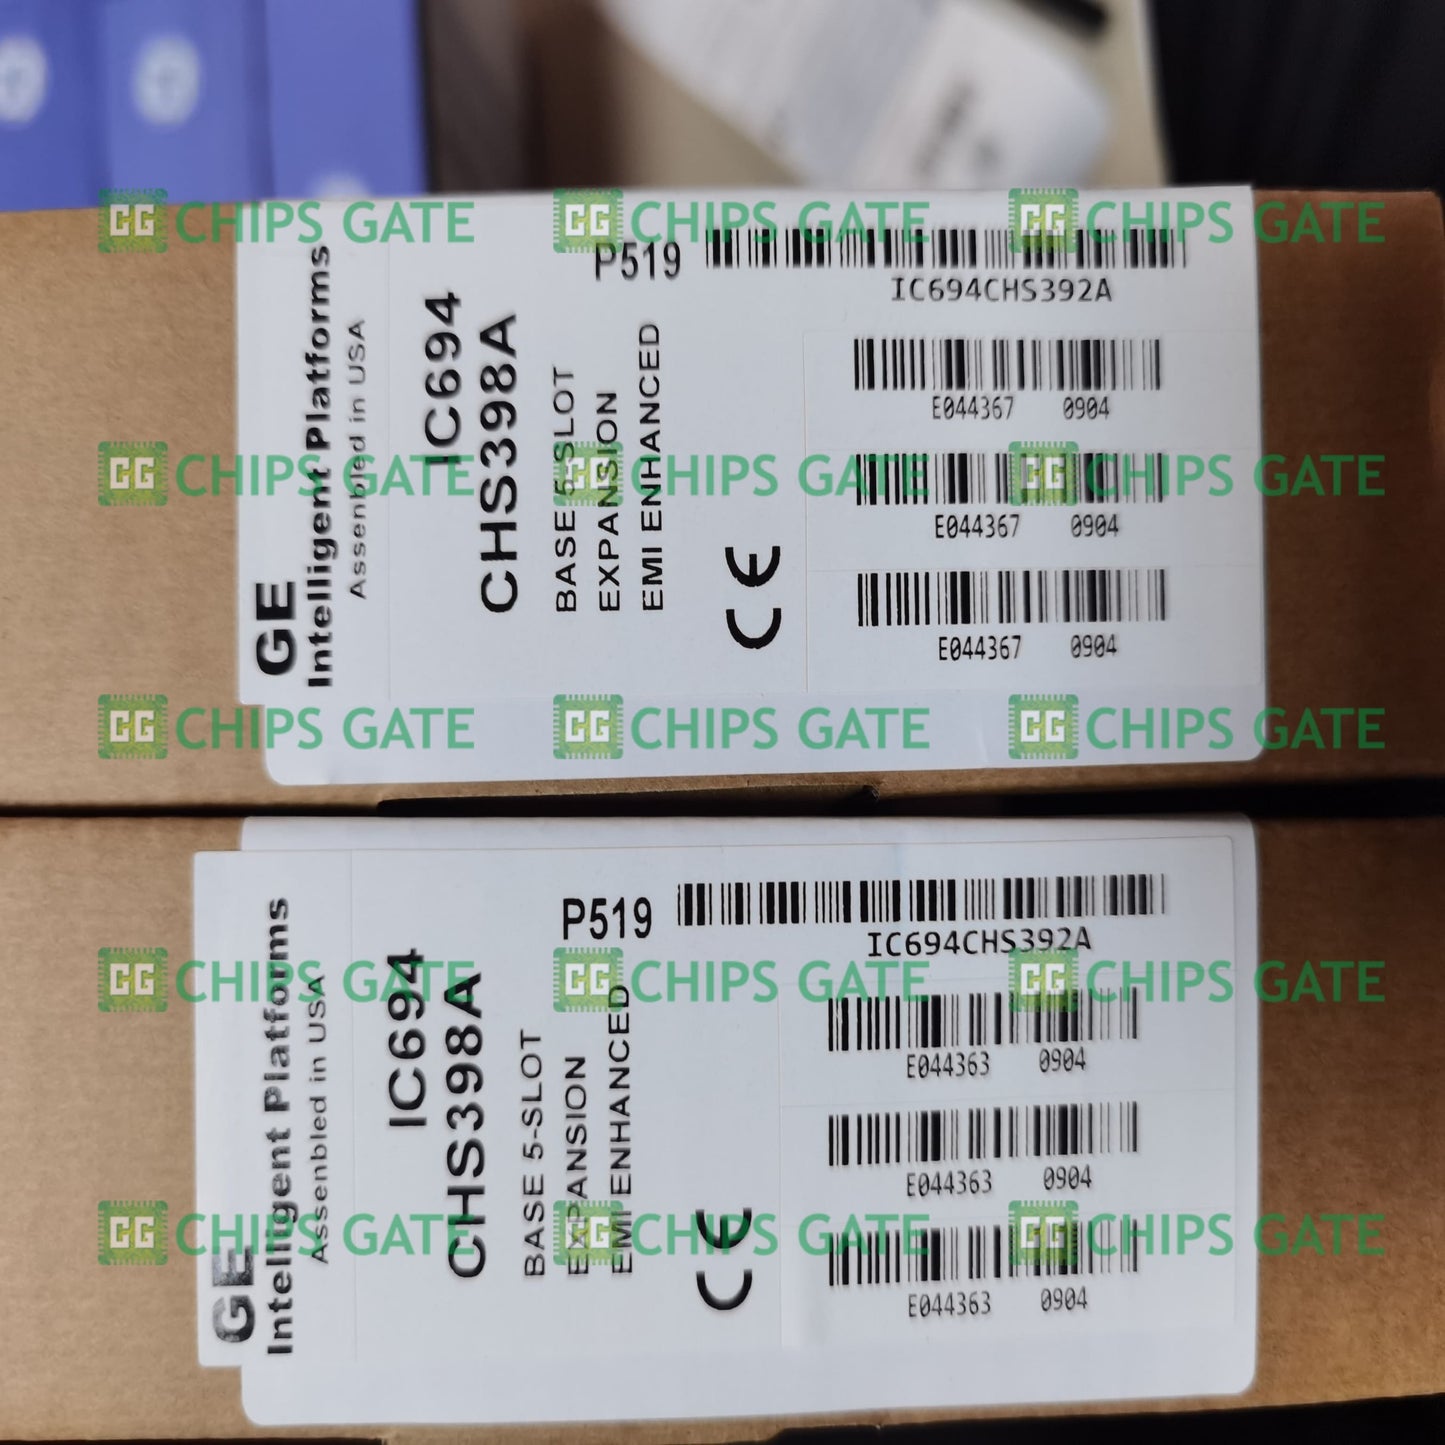 GE
Intelligent Platforms
Assenbled in USA
IC694
CHS398A
BASE 5-SLOT
EXPANSION
EMI ENHANCED
P519
IC694CHS392A
E044367 0904
E044367 0904
E044367 0904
CE
GE
Intelligent Platforms
Assenbled in USA
IC694
CHS398A
BASE 5-SLOT
EXPANSION
EMI ENHANCED
P519
IC694CHS392A
E044363 0904
E044363 0904
E044363 0904
CE
CG CHIPS GATE CG CHIPS GATE CG CHIPS GATE
CG CHIPS GATE CG CHIPS GATE CG CHIPS GATE
CG CHIPS GATE CG CHIPS GATE CG CHIPS GATE
CG CHIPS GATE CG CHIPS GATE CG CHIPS GATE
CG CHIPS GATE CG CHIPS GATE CG CHIPS GATE